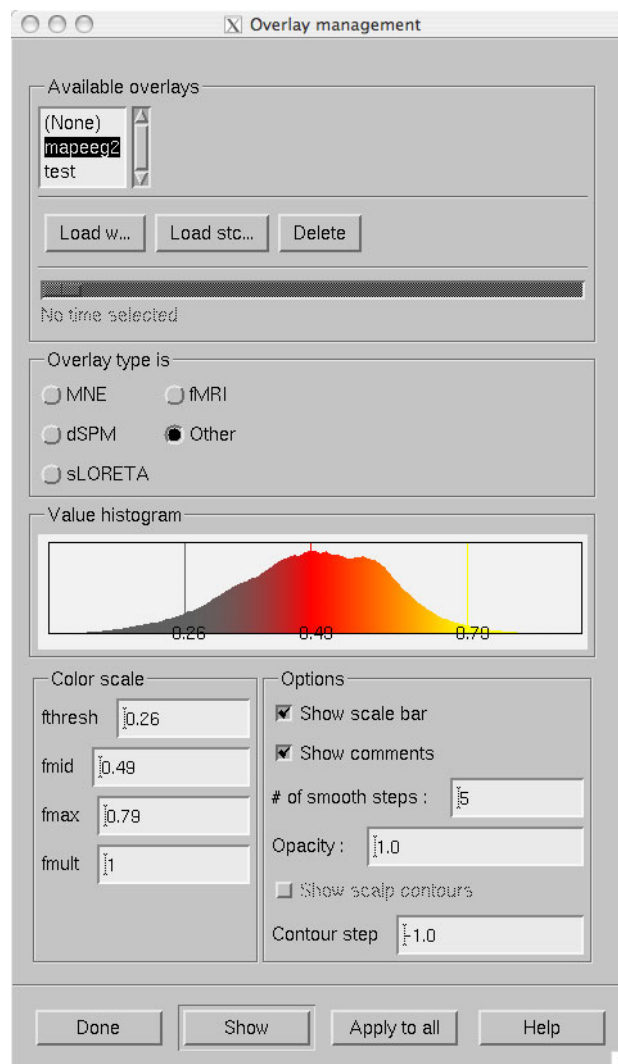 Overlay management
Available overlays
(None)
mapeeg2
test
Load w... Load stc... Delete
No time selected
Overlay type is
MNE fMRI
dSPM Other
sLORETA
Value histogram
0.26 0.49 0.79
Color scale Options
fthresh 0.26 Show scale bar
fmid 0.49 Show comments
fmax 0.79 # of smooth steps : 5
fmult 1 Opacity : 1.0
Show scalp contours
Contour step -1.0
Done Show Apply to all Help